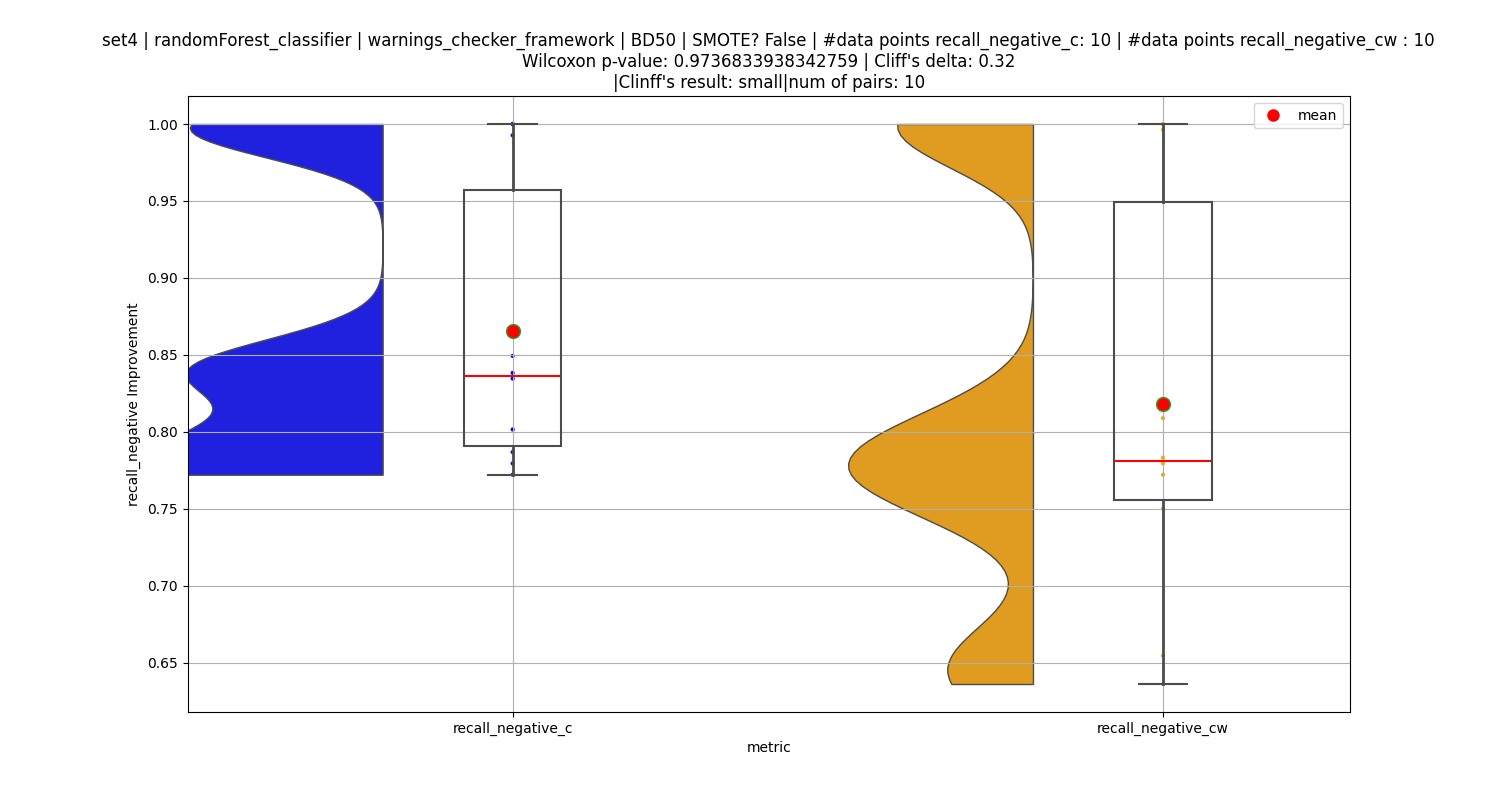 set4 | randomForest_classifier | warnings_checker_framework | BD50 | SMOTE? False | #data points recall_negative_c: 10 | #data points recall_negative_cw : 10
Wilcoxon p-value: 0.9736833938342759 | Cliff's delta: 0.32
|Clinff's result: small|num of pairs: 10
mean
1.00
0.95
0.90
0.85
0.80
0.75
0.70
0.65
recall_negative Improvement
recall_negative_c
recall_negative_cw
metric